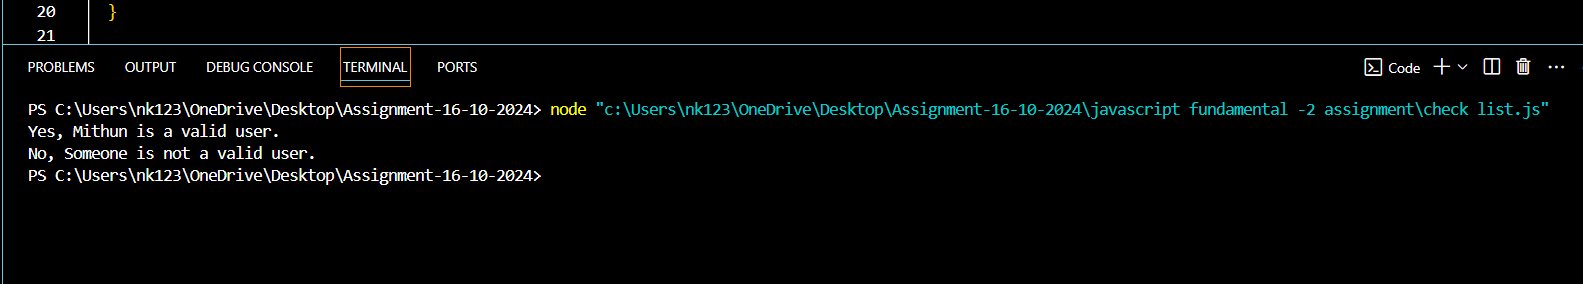 20 }
21
PROBLEMS OUTPUT DEBUG CONSOLE TERMINAL PORTS Code
PS C:\Users\nk123\OneDrive\Desktop\Assignment-16-10-2024> node "c:\Users\nk123\OneDrive\Desktop\Assignment-16-10-2024\javascript fundamental -2 assignment\check list.js"
Yes, Mithun is a valid user.
No, Someone is not a valid user.
PS C:\Users\nk123\OneDrive\Desktop\Assignment-16-10-2024>